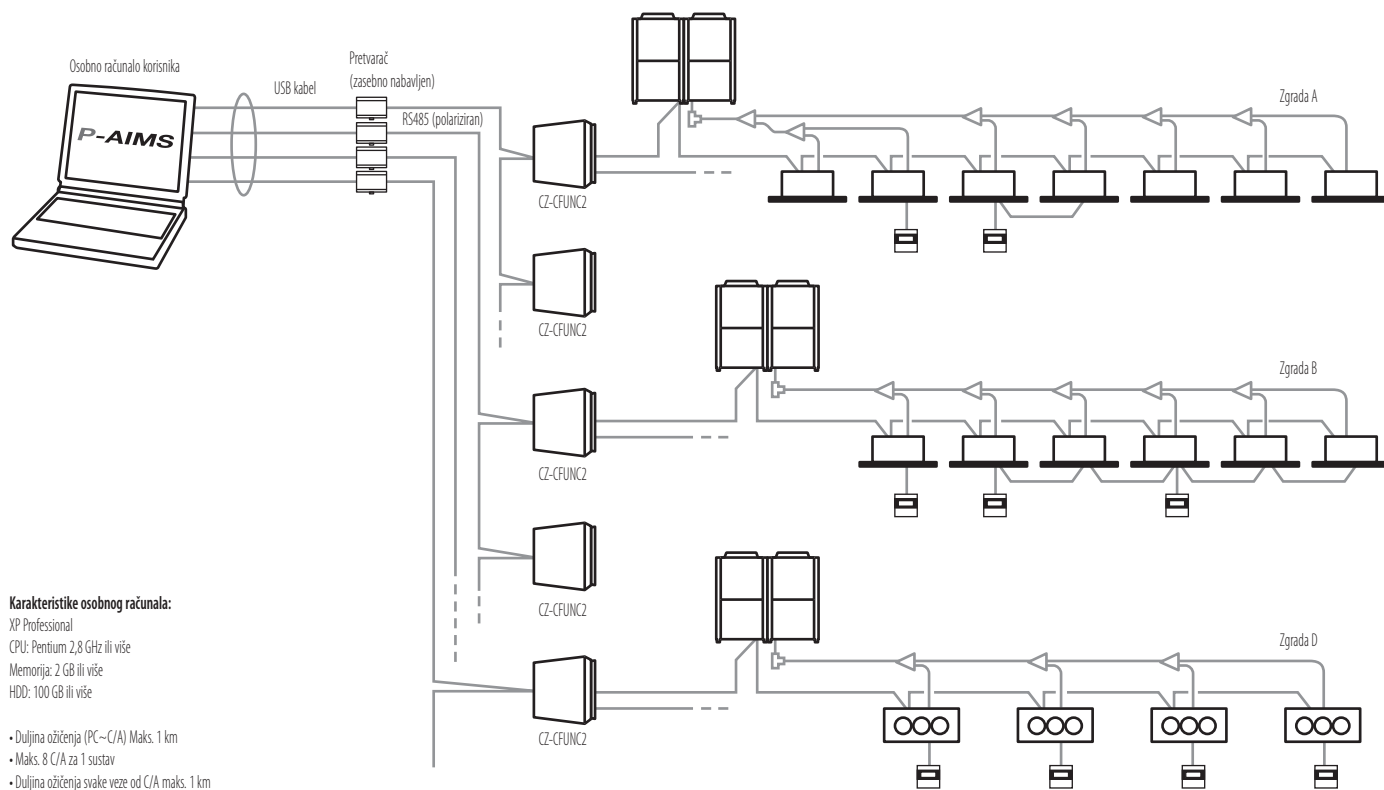 Osobno računalo korisnika
P-AIMS
USB kabel
Pretvarač
(zasebno nabavljen)
RS485 (polariziran)
CZ-CFUNC2
Zgrada A
CZ-CFUNC2
CZ-CFUNC2
Zgrada B
CZ-CFUNC2
CZ-CFUNC2
Zgrada D
Karakteristike osobnog računala:
XP Professional
CPU: Pentium 2,8 GHz ili više
Memorija: 2 GB ili više
HDD: 100 GB ili više
• Duljina ožičenja (PC~C/A) Maks. 1 km
• Maks. 8 C/A za 1 sustav
• Duljina ožičenja svake veze od C/A maks. 1 km